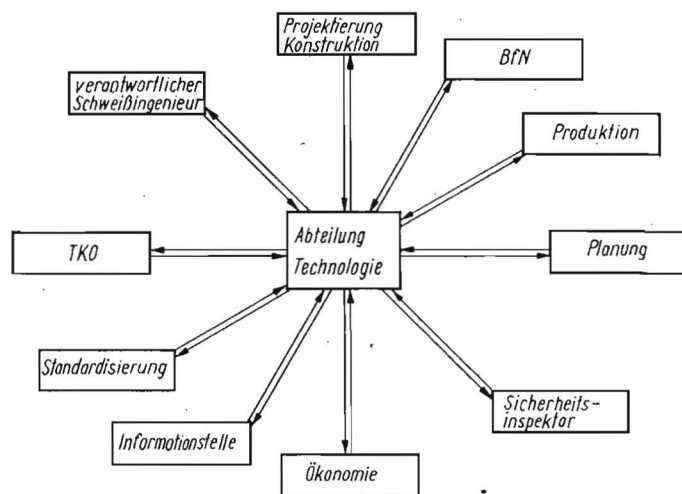 Projektierung
Konstruktion
BfN
verantwortlicher
Schweißingenieur
Produktion
Abteilung
Technologie
TKO
Planung
Standardisierung
Sicherheits-
inspektor
Informationstelle
Ökonomie